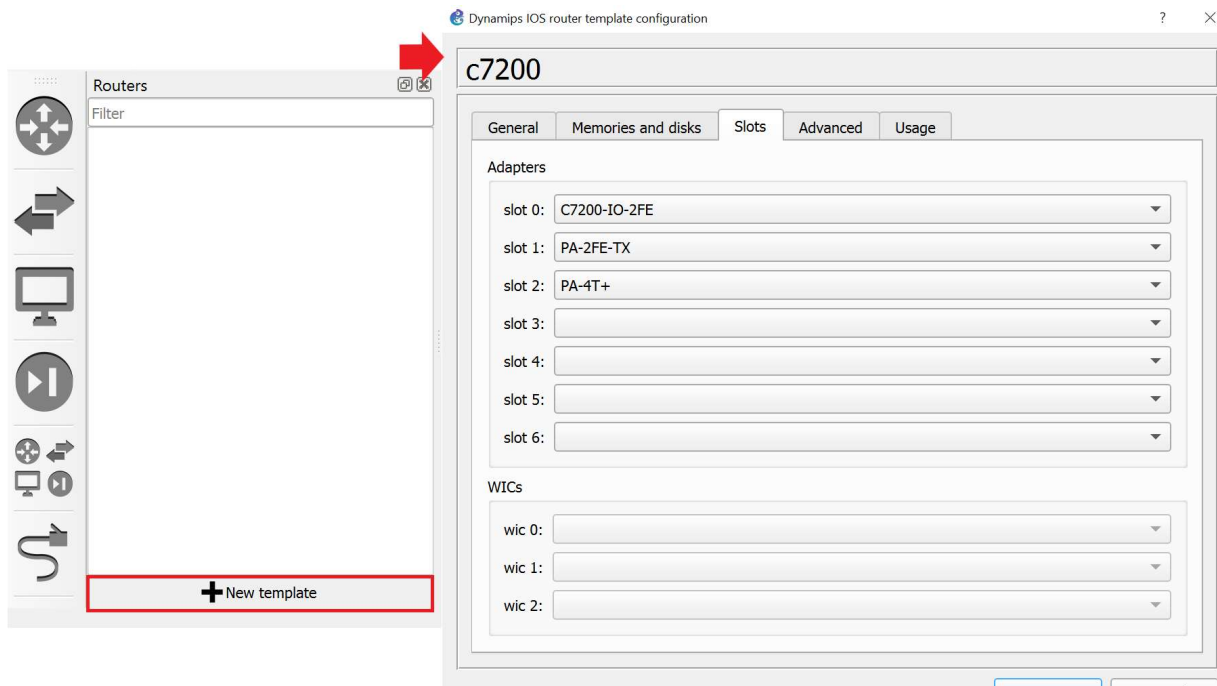 Dynamips IOS router template configuration
?
c7200
Routers
Filter
New template
General Memories and disks Slots Advanced Usage
Adapters
slot 0: C7200-IO-2FE
slot 1: PA-2FE-TX
slot 2: PA-4T+
slot 3:
slot 4:
slot 5:
slot 6:
WICs
wic 0:
wic 1:
wic 2: